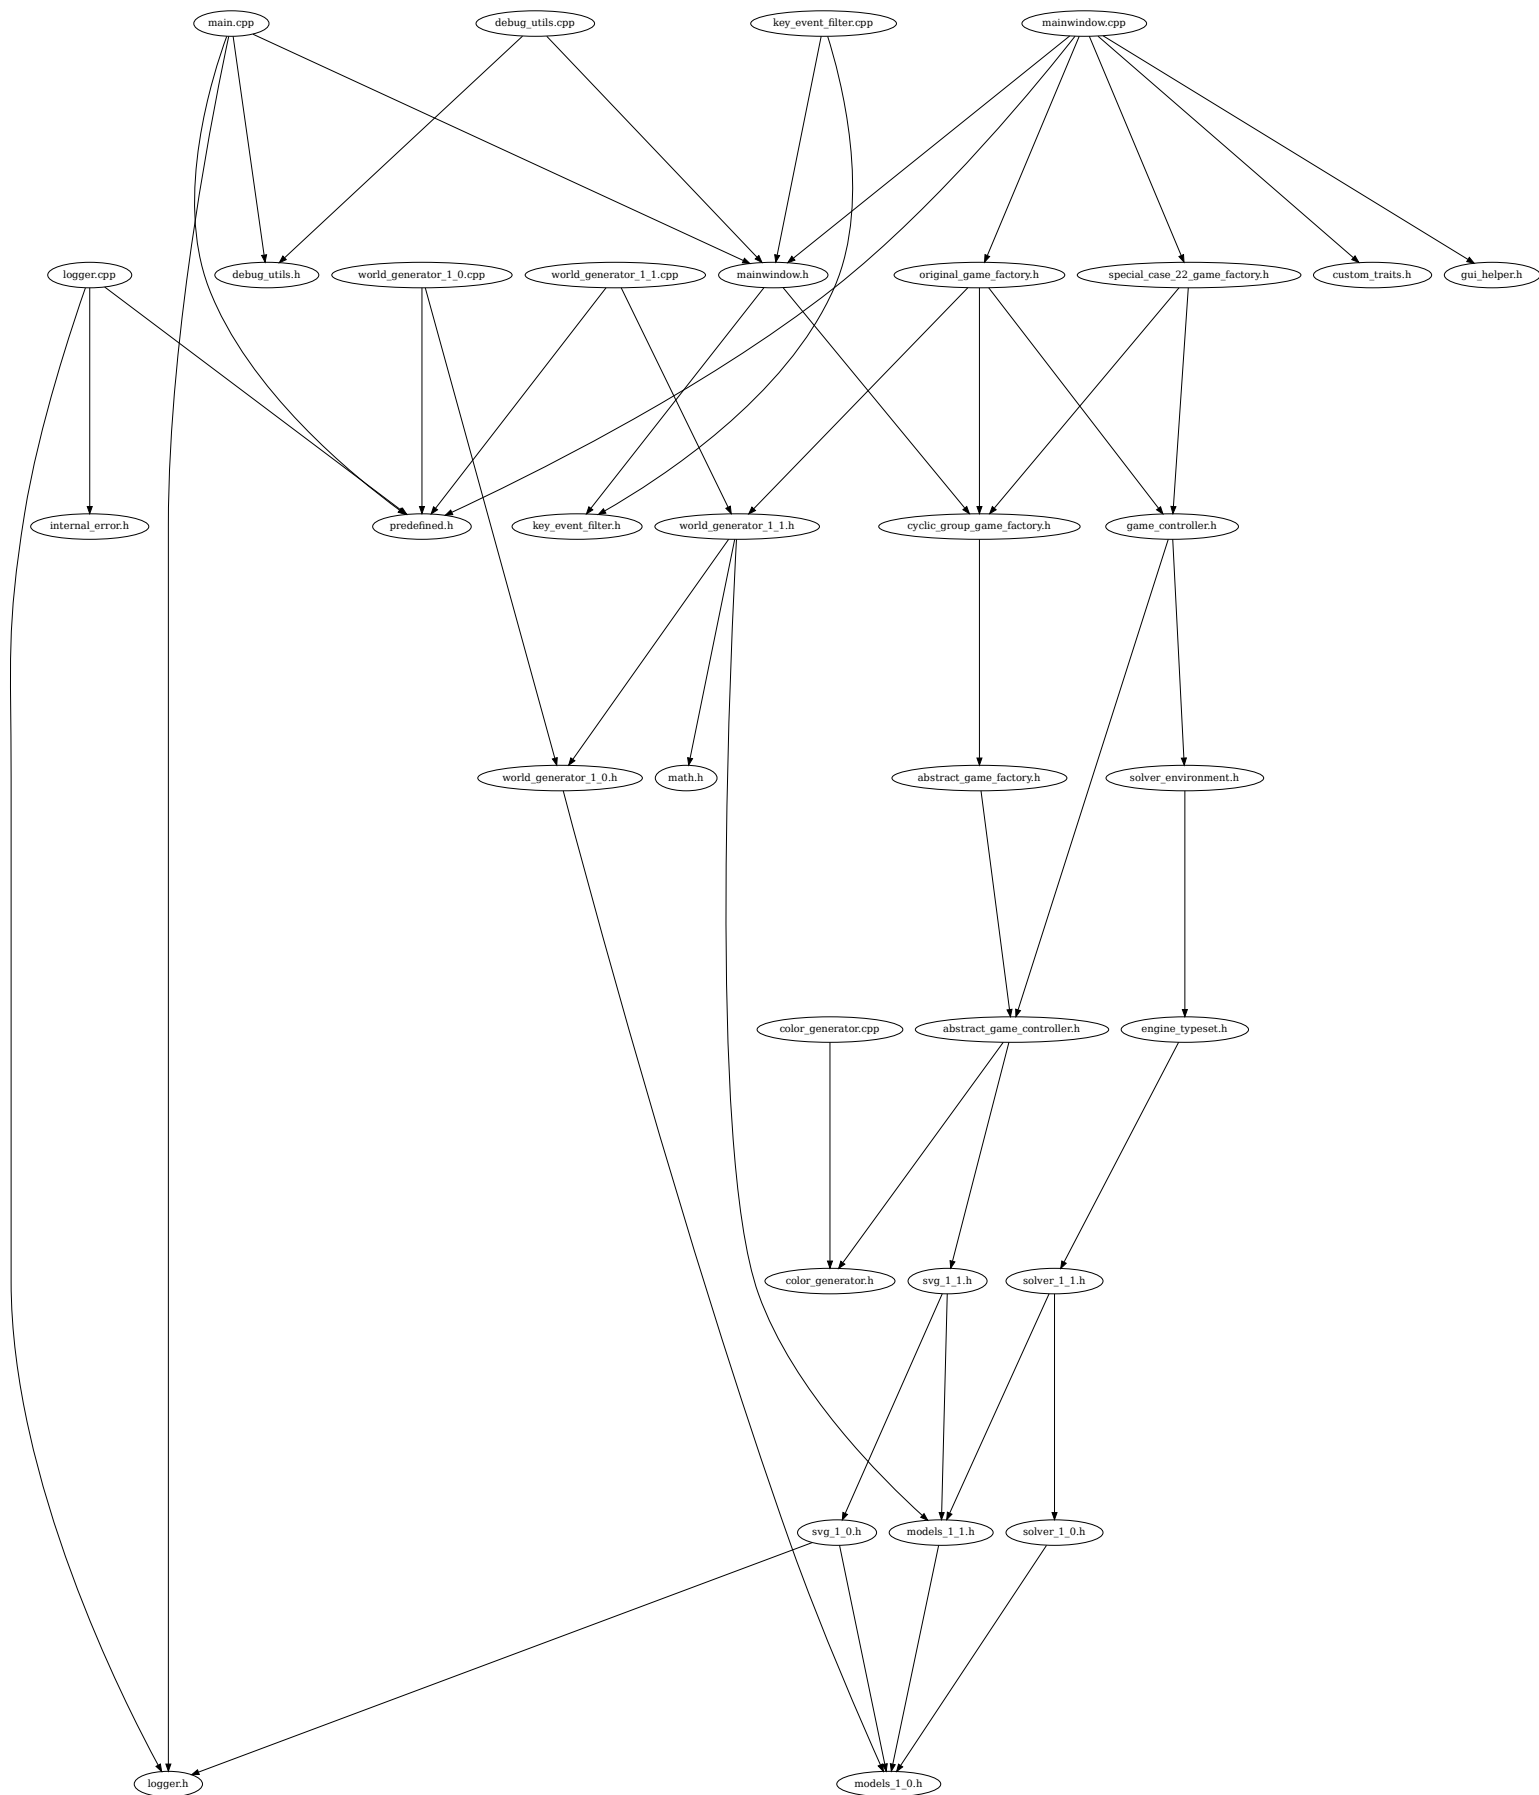 main.cpp
debug_utils.cpp
key_event_filter.cpp
mainwindow.cpp
logger.cpp
debug_utils.h
world_generator_1_0.cpp
world_generator_1_1.cpp
mainwindow.h
original_game_factory.h
special_case_22_game_factory.h
custom_traits.h
gui_helper.h
internal_error.h
predefined.h
key_event_filter.h
world_generator_1_1.h
cyclic_group_game_factory.h
game_controller.h
world_generator_1_0.h
math.h
abstract_game_factory.h
solver_environment.h
color_generator.cpp
abstract_game_controller.h
engine_typeset.h
color_generator.h
svg_1_1.h
solver_1_1.h
svg_1_0.h
models_1_1.h
solver_1_0.h
logger.h
models_1_0.h